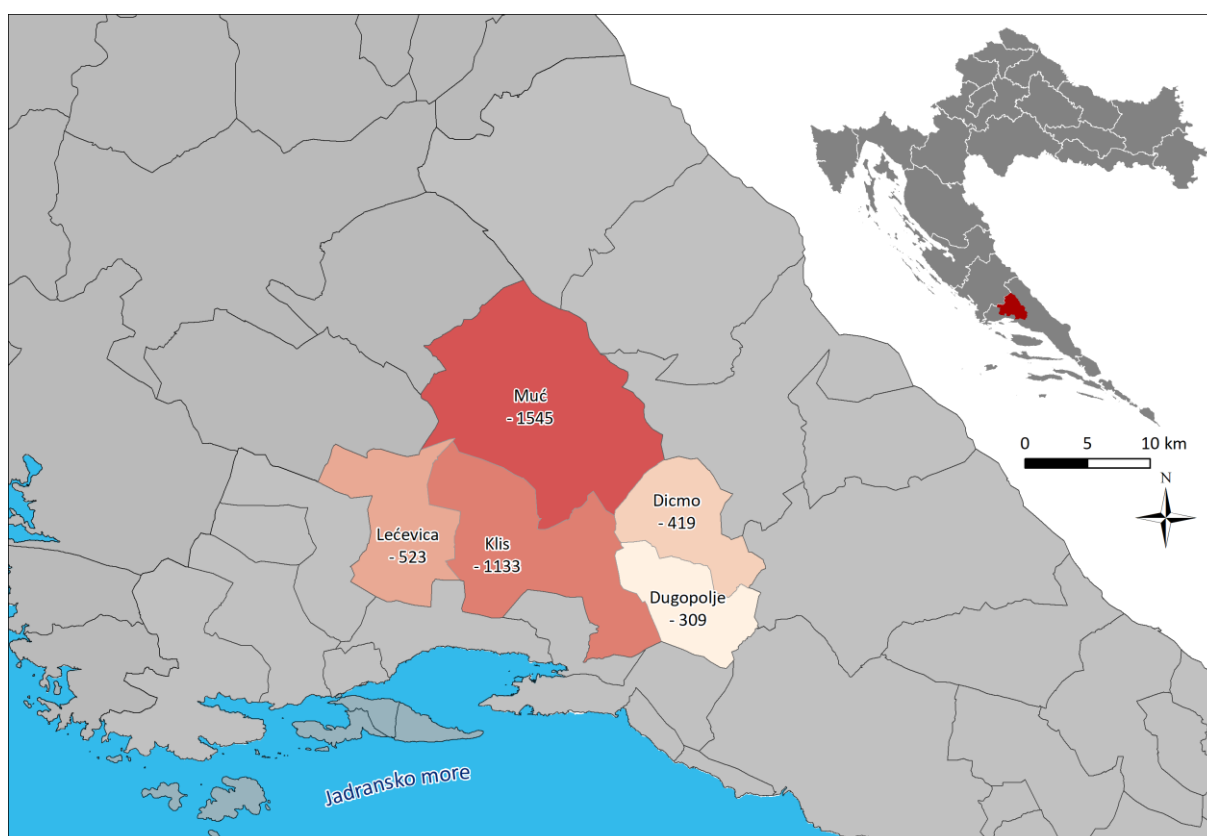 Muć
- 1545
Dicmo
- 419
Lećevica
- 523
Klis
- 1133
Dugopolje
- 309
0 5 10 km
N
Jadransko more